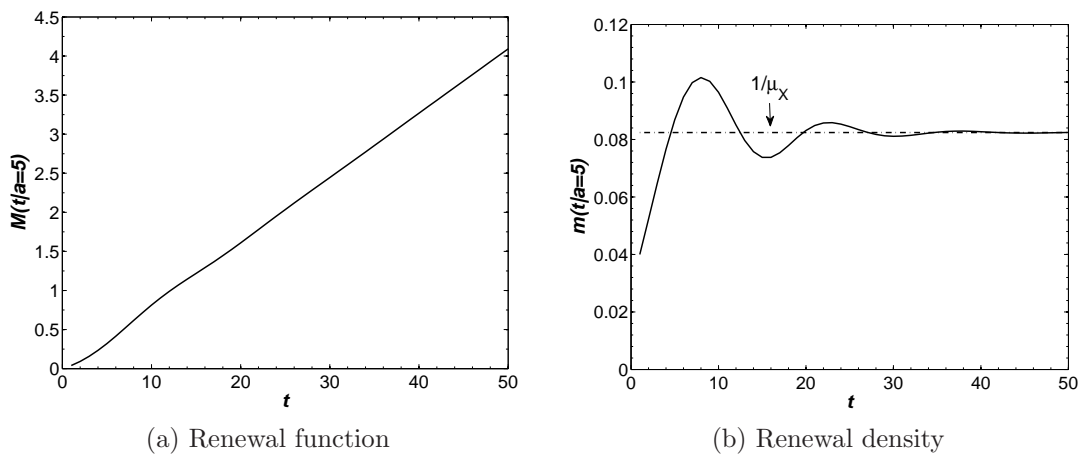 4.5
4
3.5
3
2.5
2
1.5
1
0.5
0
0 10 20 30 40 50
M(t|a=5)
t
(a) Renewal function
0.12
0.1
0.08
0.06
0.04
0.02
0
0 10 20 30 40 50
m(t|a=5)
1/μX
t
(b) Renewal density